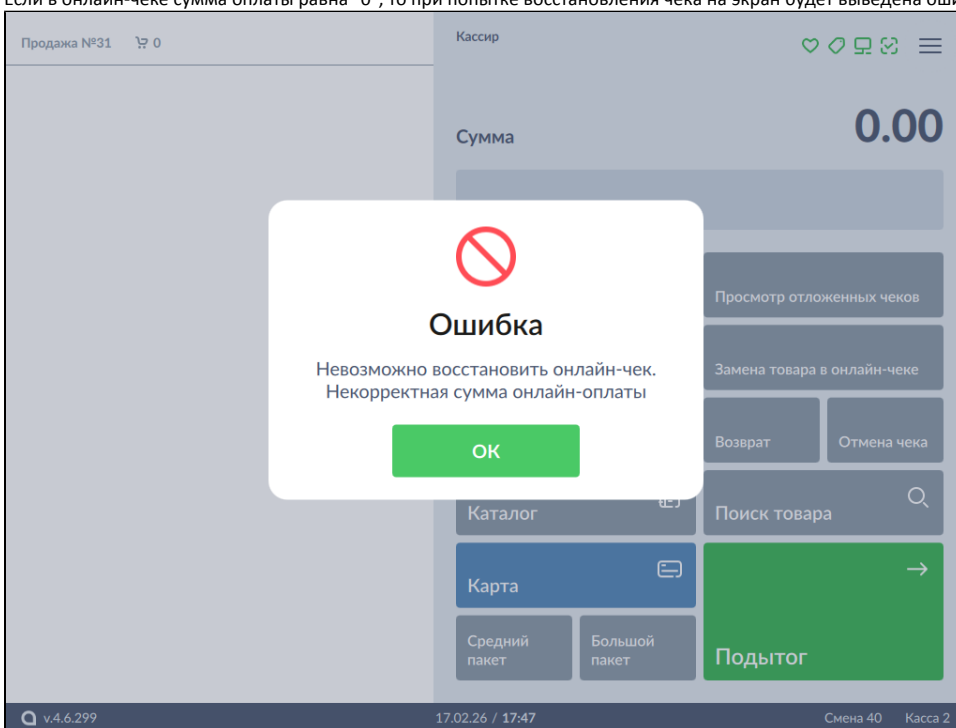 Если в онлайн-чеке сумма оплаты равна "0", то при попытке восстановления чека на экран будет выведена
Продажа №31 0
Кассир
Сумма
0.00
Ошибка
Невозможно восстановить онлайн-чек.
Некорректная сумма онлайн-оплаты
ОК
Просмотр отложенных чеков
Замена товара в онлайн-чеке
Возврат
Отмена чека
Каталог
Поиск товара
Карта
Средний
пакет
Большой
пакет
Подытог
v.4.6.299
17.02.26 / 17:47
Смена 40
Касса 2